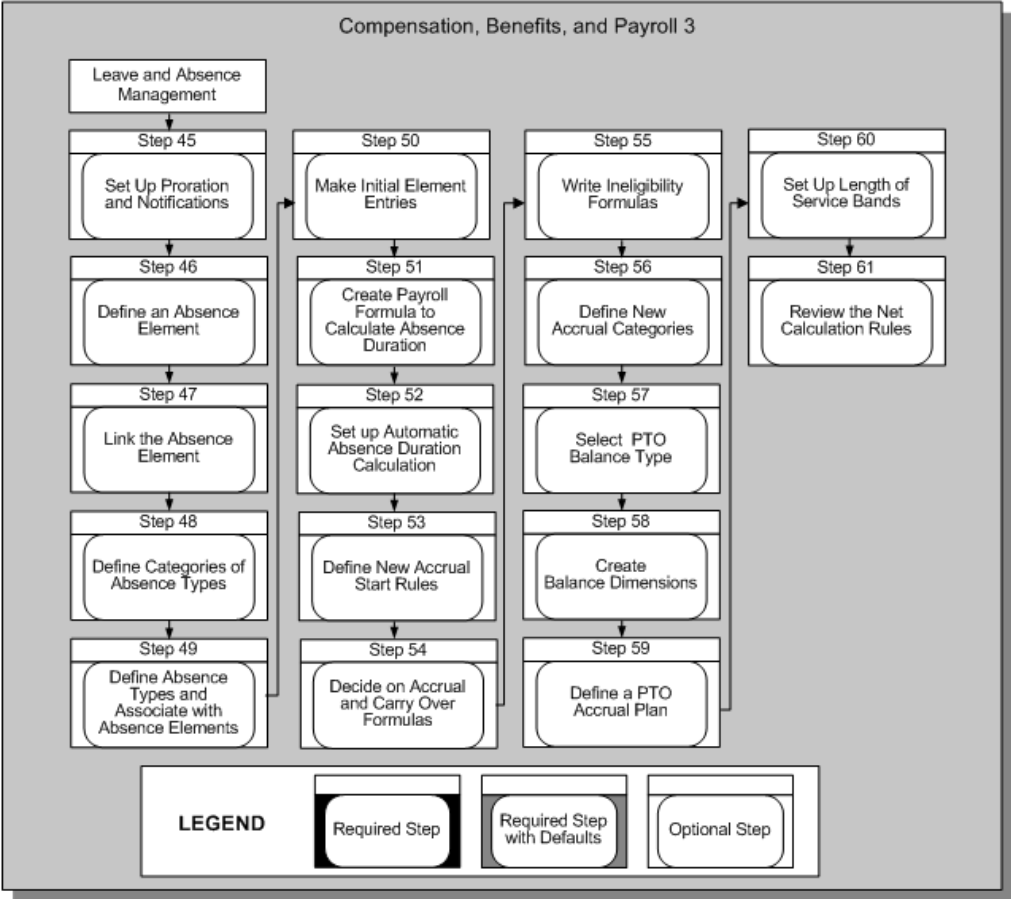 Compensation, Benefits, and Payroll 3
Leave and Absence
Management
Step 45
Set Up Proration
and Notifications
Step 46
Define an Absence
Element
Step 47
Link the Absence
Element
Step 48
Define Categories of
Absence Types
Step 49
Define Absence
Types and
Associate with
Absence Elements
Step 50
Make Initial Element
Entries
Step 51
Create Payroll
Formula to
Calculate Absence
Duration
Step 52
Set up Automatic
Absence Duration
Calculation
Step 53
Define New Accrual
Start Rules
Step 54
Decide on Accrual
and Carry Over
Formulas
Step 55
Write Ineligibility
Formulas
Step 56
Define New
Accrual Categories
Step 57
Select PTO
Balance Type
Step 58
Create
Balance Dimensions
Step 59
Define a PTO
Accrual Plan
Step 60
Set Up Length of
Service Bands
Step 61
Review the Net
Calculation Rules
LEGEND
Required Step
Required Step
with Defaults
Optional Step